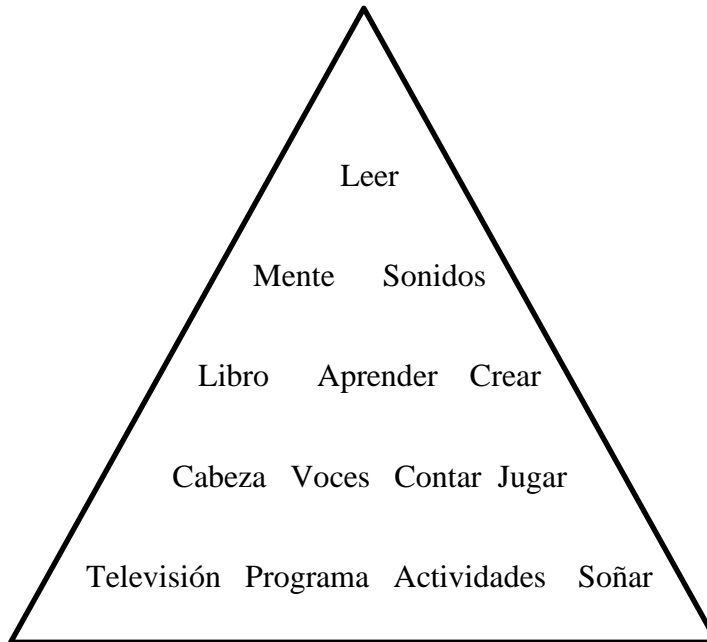 Leer
Mente Sonidos
Libro Aprender Crear
Cabeza Voces Contar Jugar
Televisión Programa Actividades Soñar